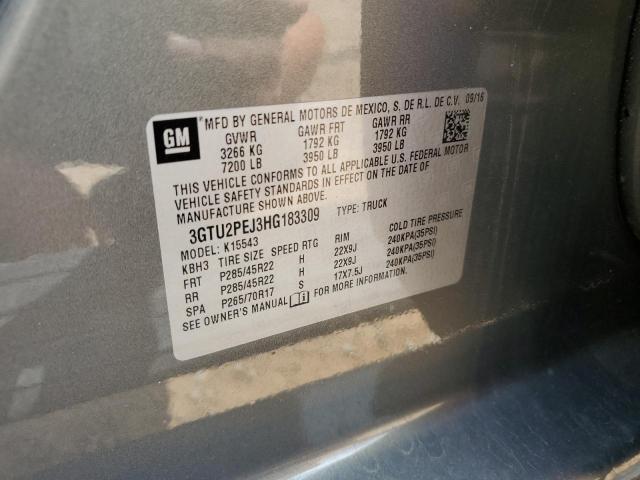 GM
MFD BY GENERAL MOTORS DE MEXICO, S. DE R.L. DE C.V. 09/16
GVWR GAWR FRT GAWR RR
3266 KG 1792 KG 1792 KG
7200 LB 3950 LB 3950 LB
THIS VEHICLE CONFORMS TO ALL APPLICABLE U.S. FEDERAL MOTOR
VEHICLE SAFETY STANDARDS IN EFFECT ON THE DATE OF
MANUFACTURE SHOWN ABOVE.
3GTU2PEJ3HG183309 TYPE: TRUCK
MODEL: K15543
KBH3 TIRE SIZE SPEED RTG RIM COLD TIRE PRESSURE
FRT P285/45R22 H 22X9J 240KPA(35PSI)
RR P285/45R22 H 22X9J 240KPA(35PSI)
SPA P265/70R17 S 17X7.5J 240KPA(35PSI)
SEE OWNER'S MANUAL FOR MORE INFORMATION.